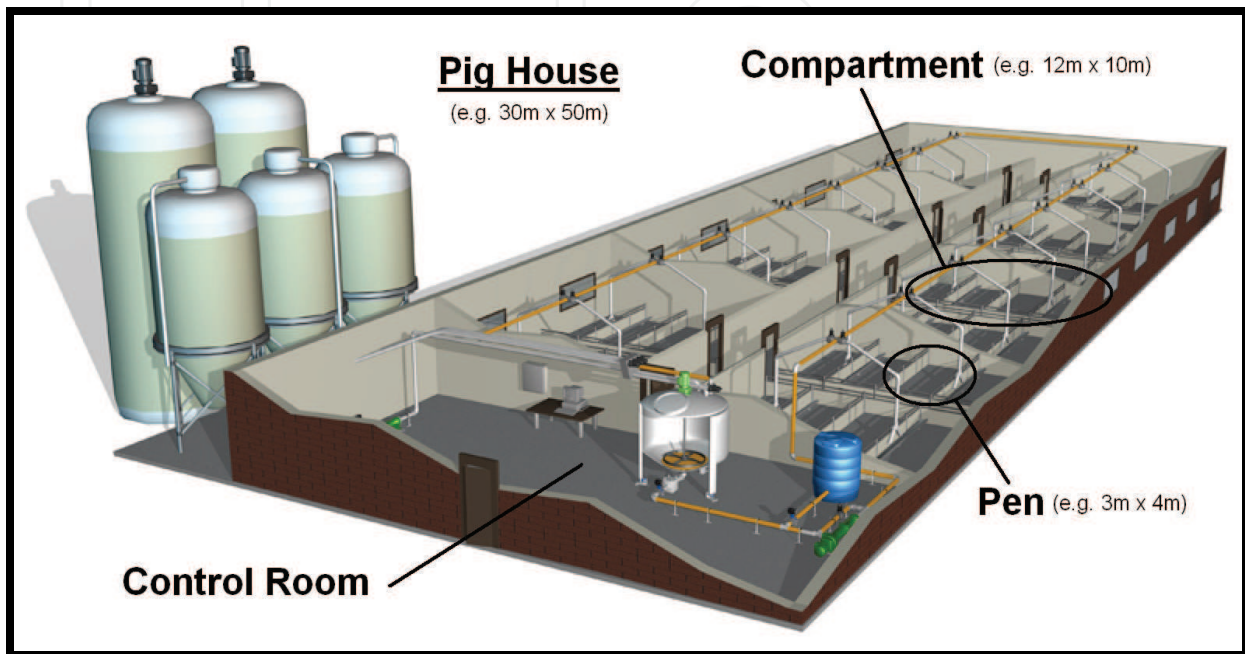 Pig House
(e.g. 30m x 50m)
Compartment (e.g. 12m x 10m)
Pen (e.g. 3m x 4m)
Control Room